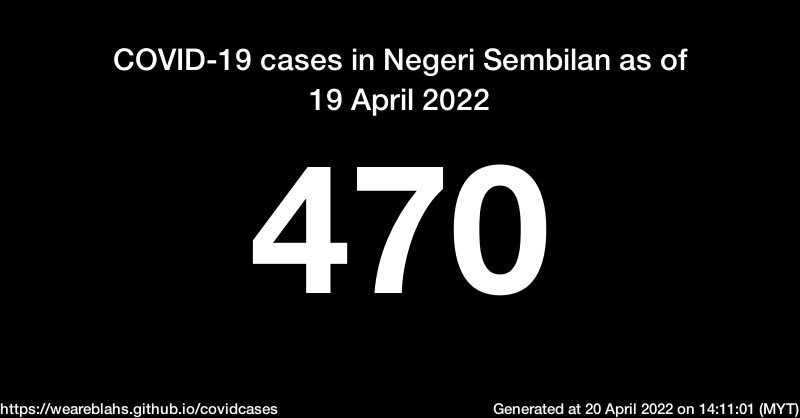 COVID-19 cases in Negeri Sembilan as of
19 April 2022
470
https://weareblahs.github.io/covidcases
Generated at 20 April 2022 on 14:11:01 (MYT)